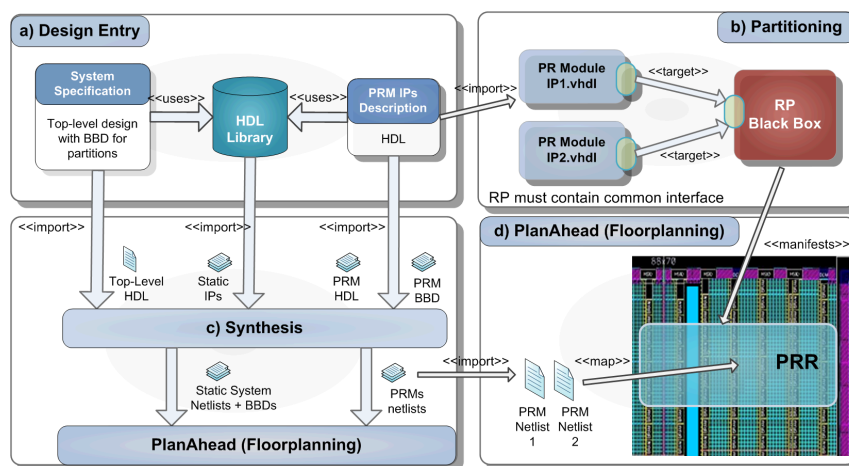 a) Design Entry
System
Specification
Top-level design
with BBD for
partitions
<<uses>>
HDL
Library
<<uses>>
PRM IPs
Description
HDL
<<import>>
b) Partitioning
PR Module
IP1.vhdl
<<target>>
PR Module
IP2.vhdl
<<target>>
RP
Black Box
RP must contain common interface
<<import>>
<<import>>
<<import>>
Top-Level
HDL
Static
IPs
PRM
HDL
PRM
BBD
c) Synthesis
Static System
Netlists + BBDs
PRMs
netlists
PlanAhead (Floorplanning)
<<import>>
d) PlanAhead (Floorplanning)
<<manifests>>
PRR
<<map>>
PRM
Netlist
1
PRM
Netlist
2